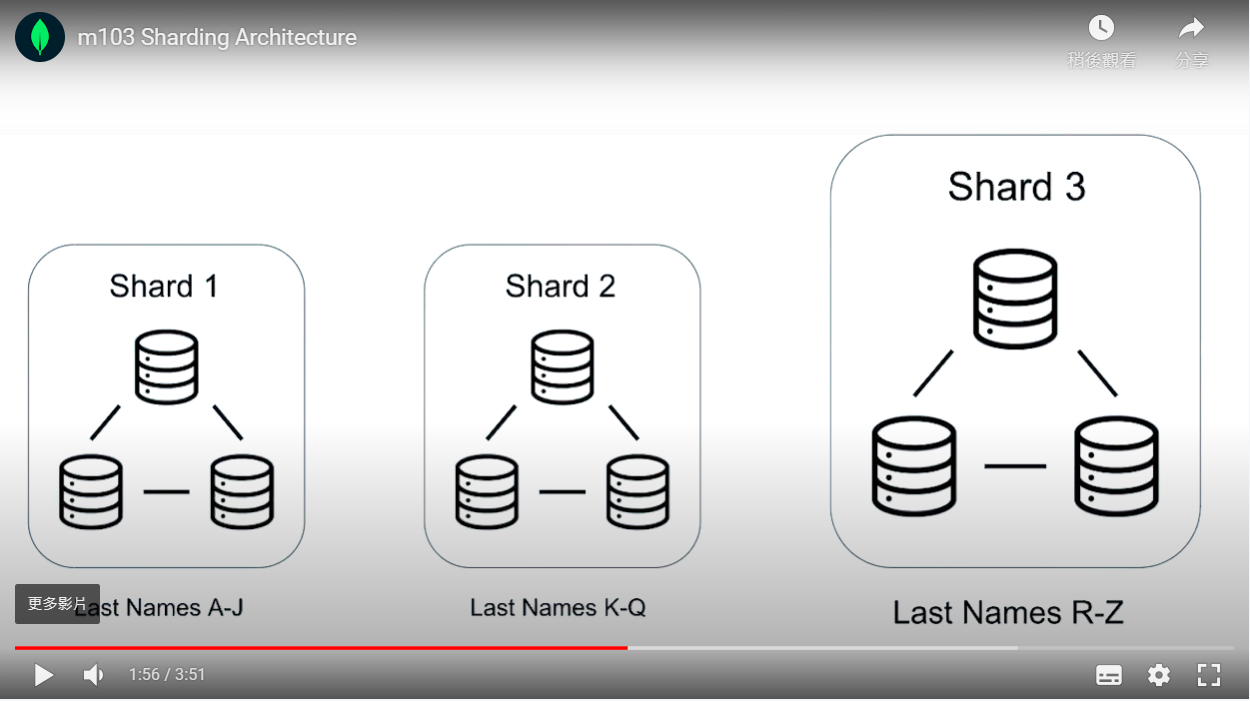 m103 Sharding Architecture
稍後觀看
分享
Shard 1
Shard 2
Shard 3
更多影片
Last Names A-J
Last Names K-Q
Last Names R-Z
1:56 / 3:51